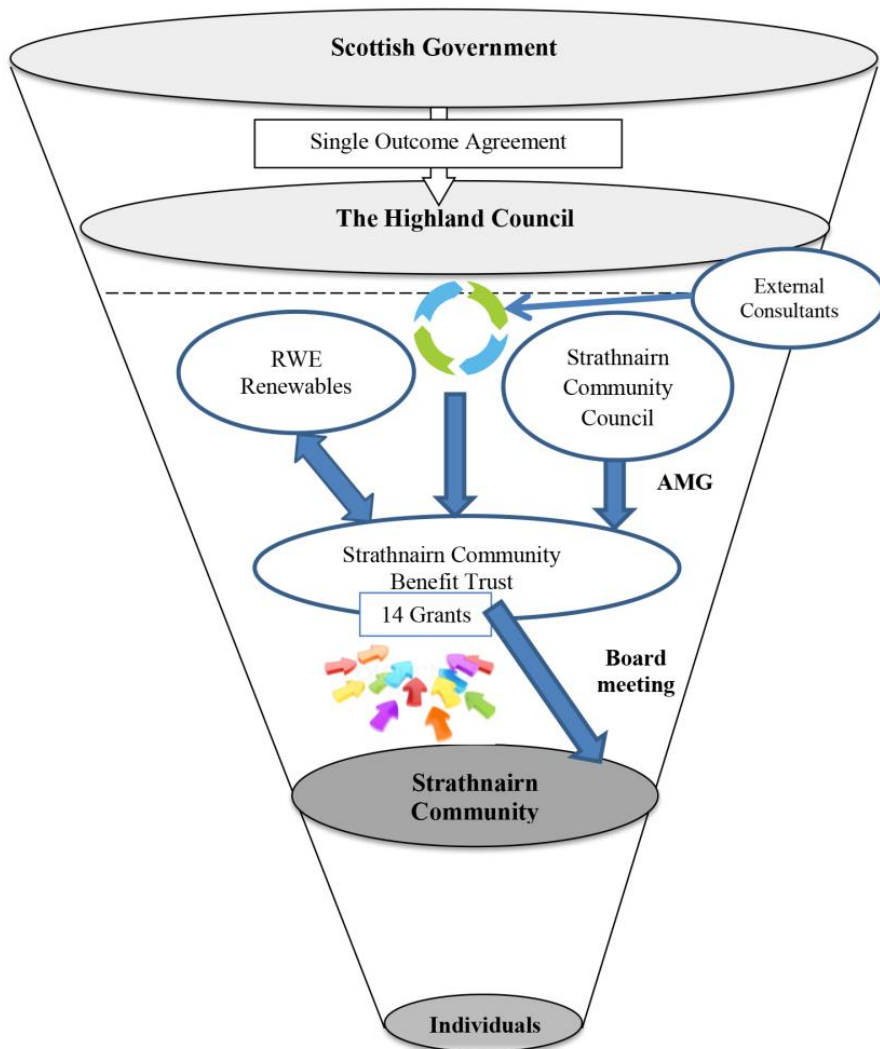 Scottish Government
Single Outcome Agreement
The Highland Council
External
Consultants
RWE
Renewables
Strathnairn
Community
Council
AMG
Strathnairn Community
Benefit Trust
14 Grants
Board
meeting
Strathnairn
Community
Individuals